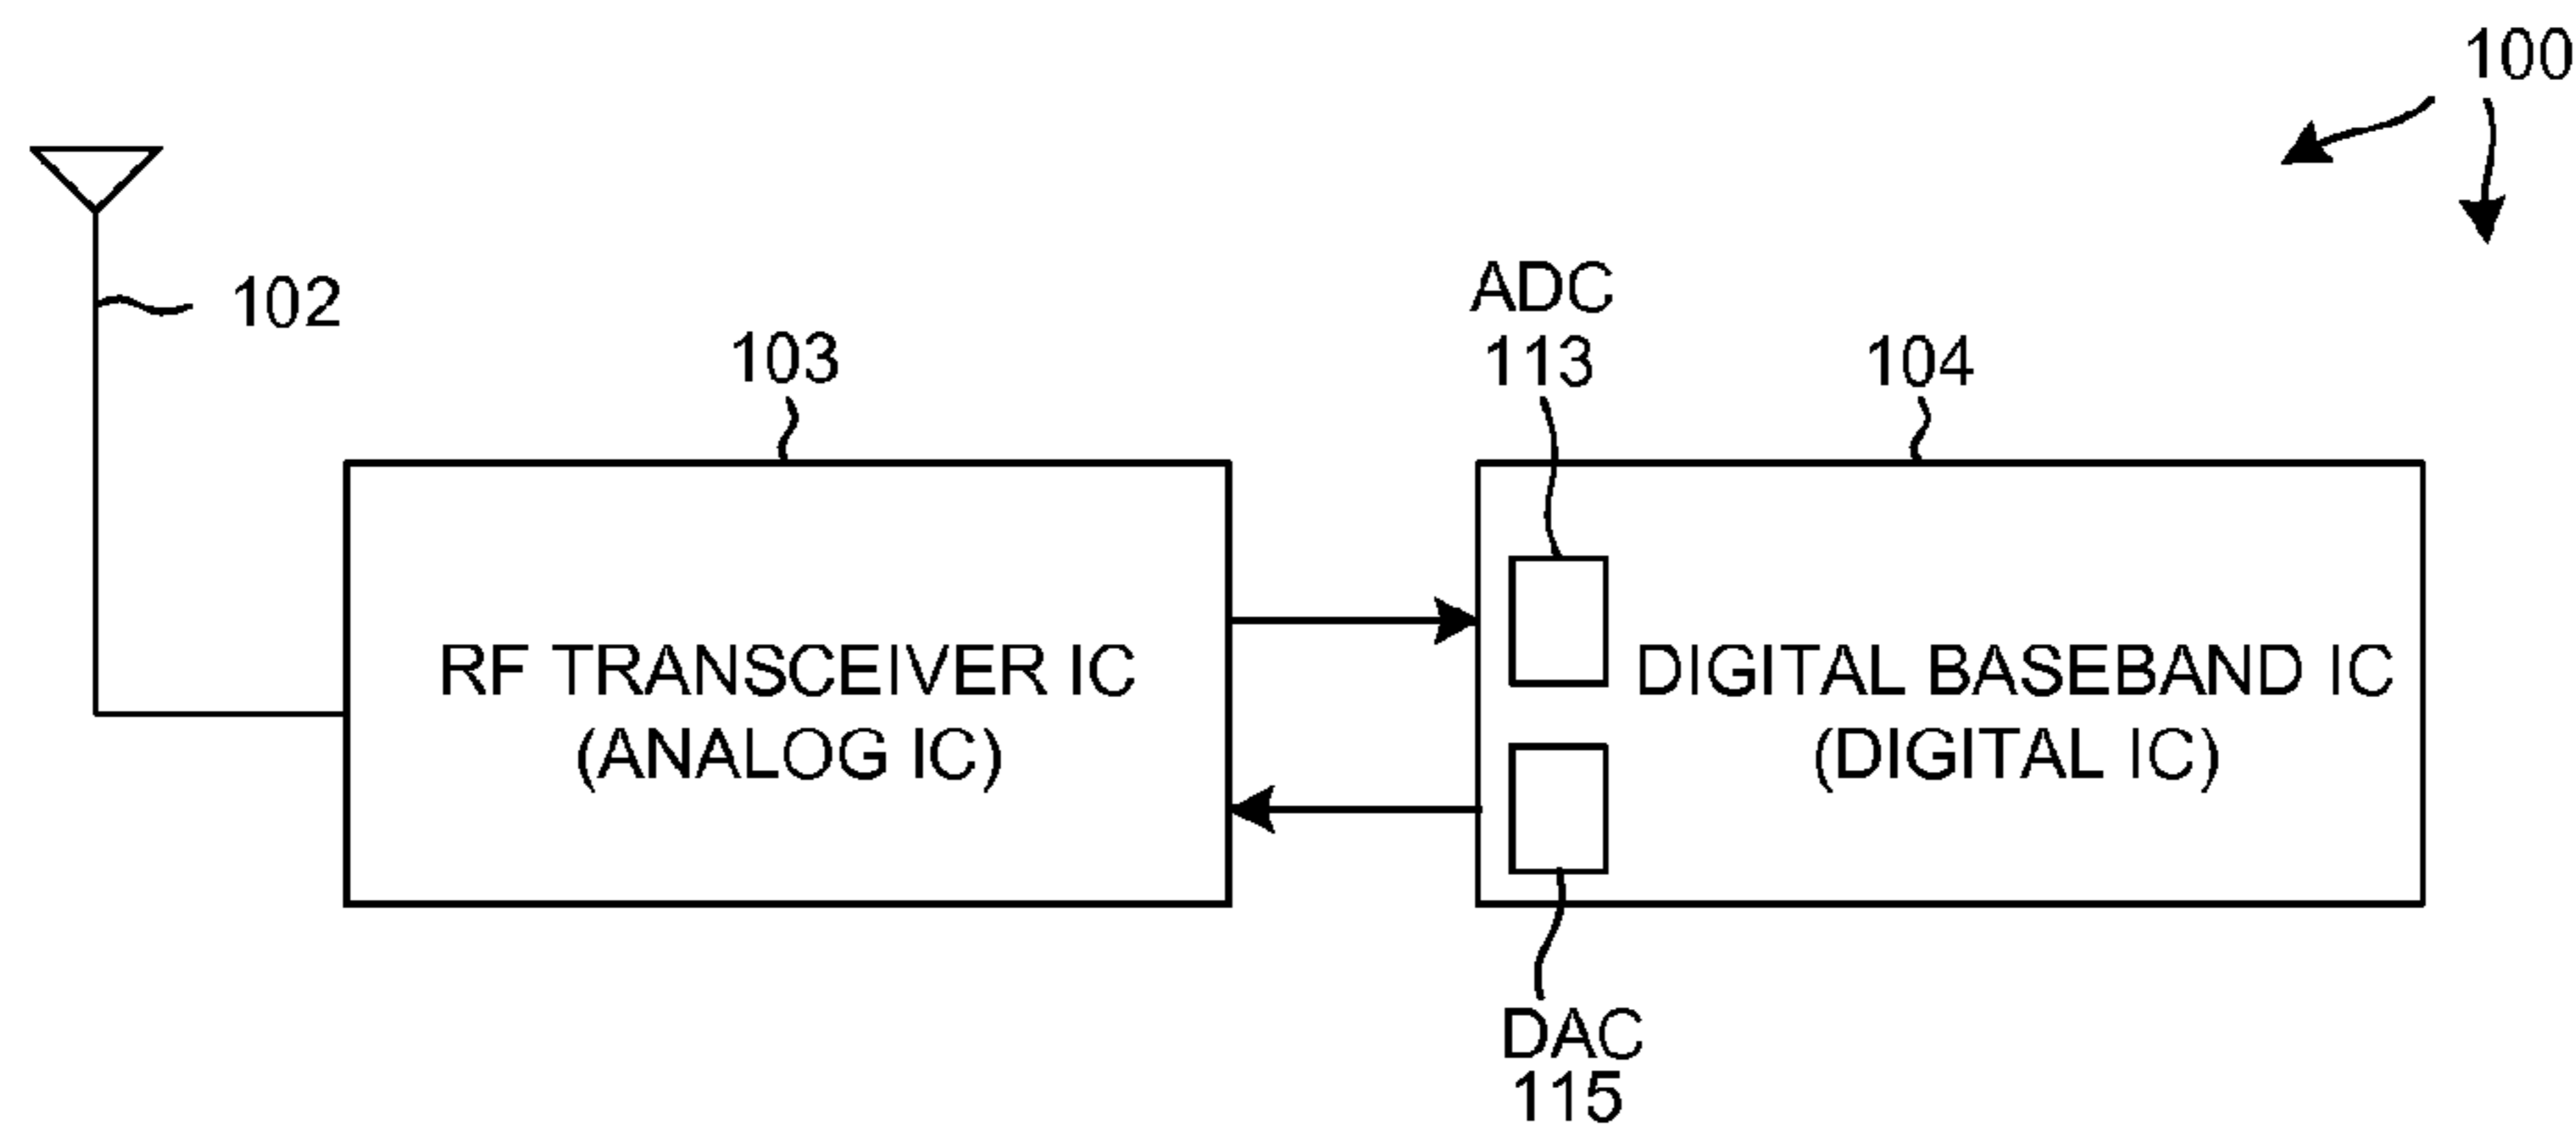 100
102
103
ADC
113
104
RF TRANSCEIVER IC
(ANALOG IC)
DIGITAL BASEBAND IC
(DIGITAL IC)
DAC
115